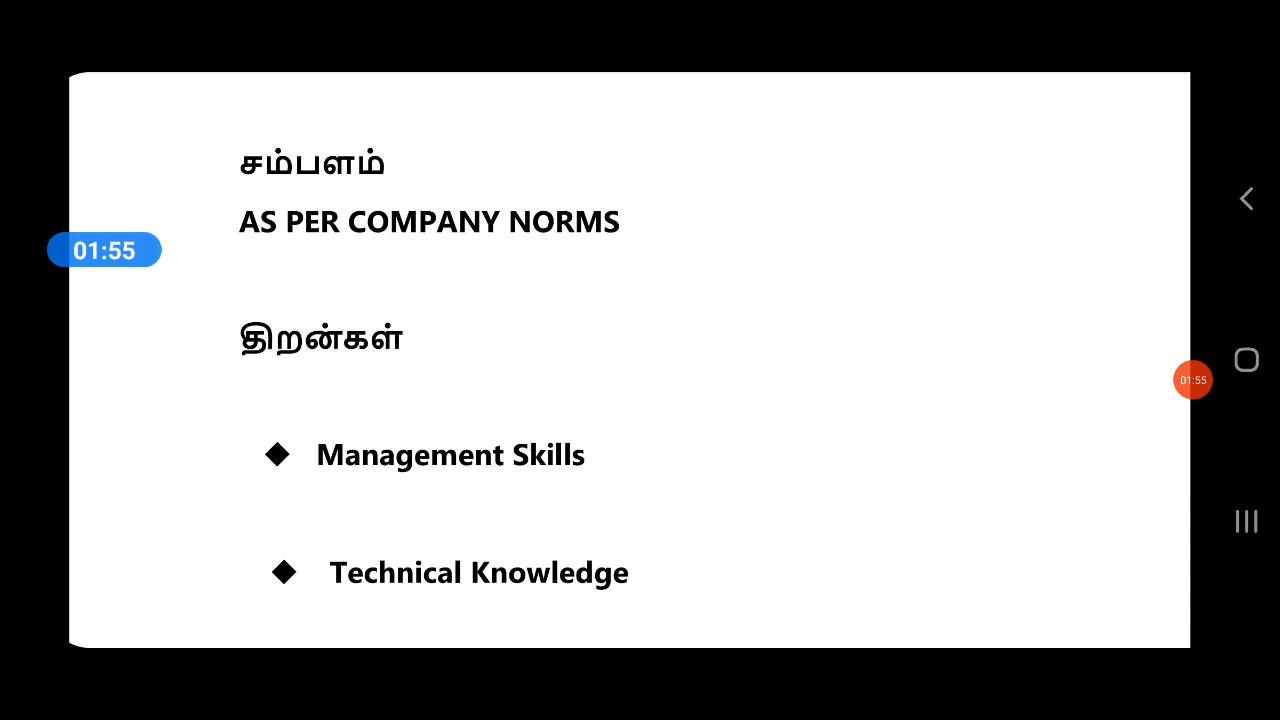 சம்பளம்
AS PER COMPANY NORMS
01:55
திறன்கள்
01:55
◆ Management Skills
◆ Technical Knowledge